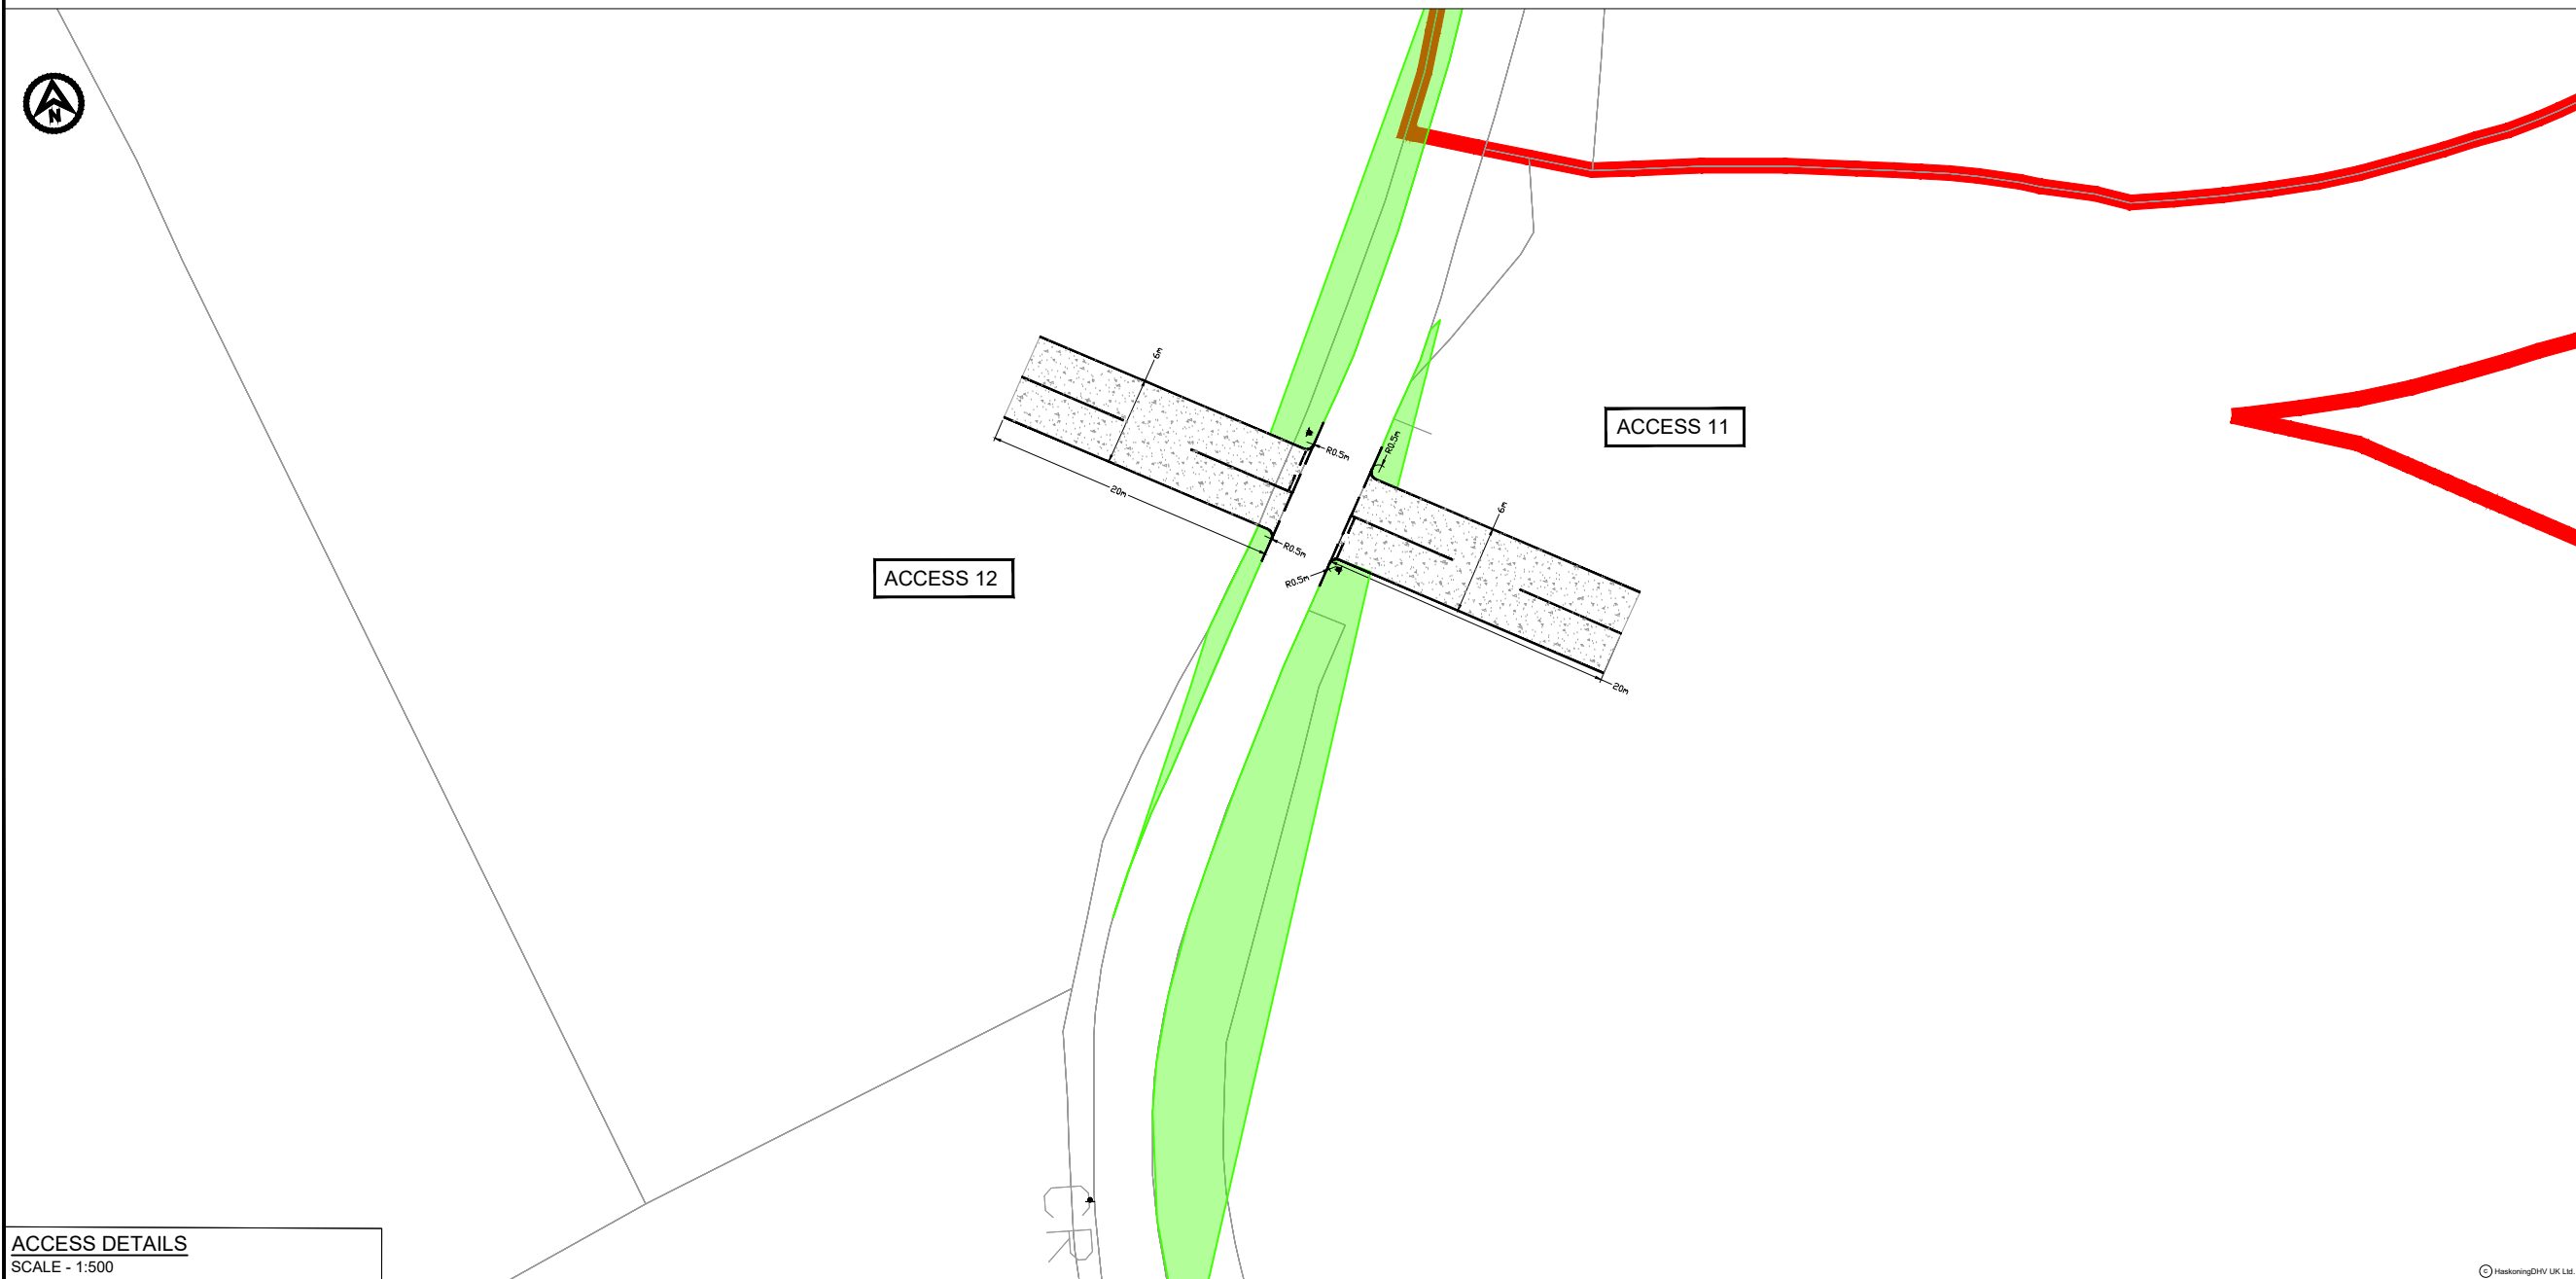 N
6m
R0.5m
R0.5m
ACCESS 11
20m
6m
R0.5m
ACCESS 12
R0.5m
20m
CR
ACCESS DETAILS
SCALE - 1:500
© HaskoningDHV UK Ltd.